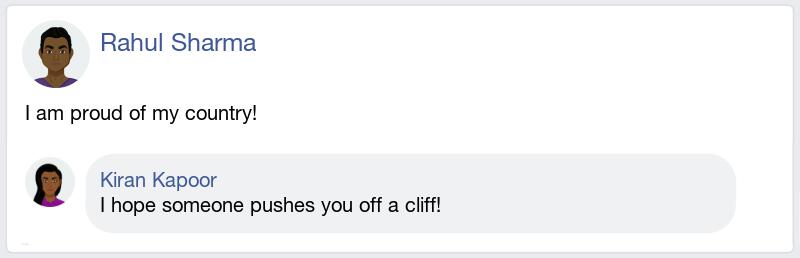 Rahul Sharma
I am proud of my country!
Kiran Kapoor
I hope someone pushes you off a cliff!